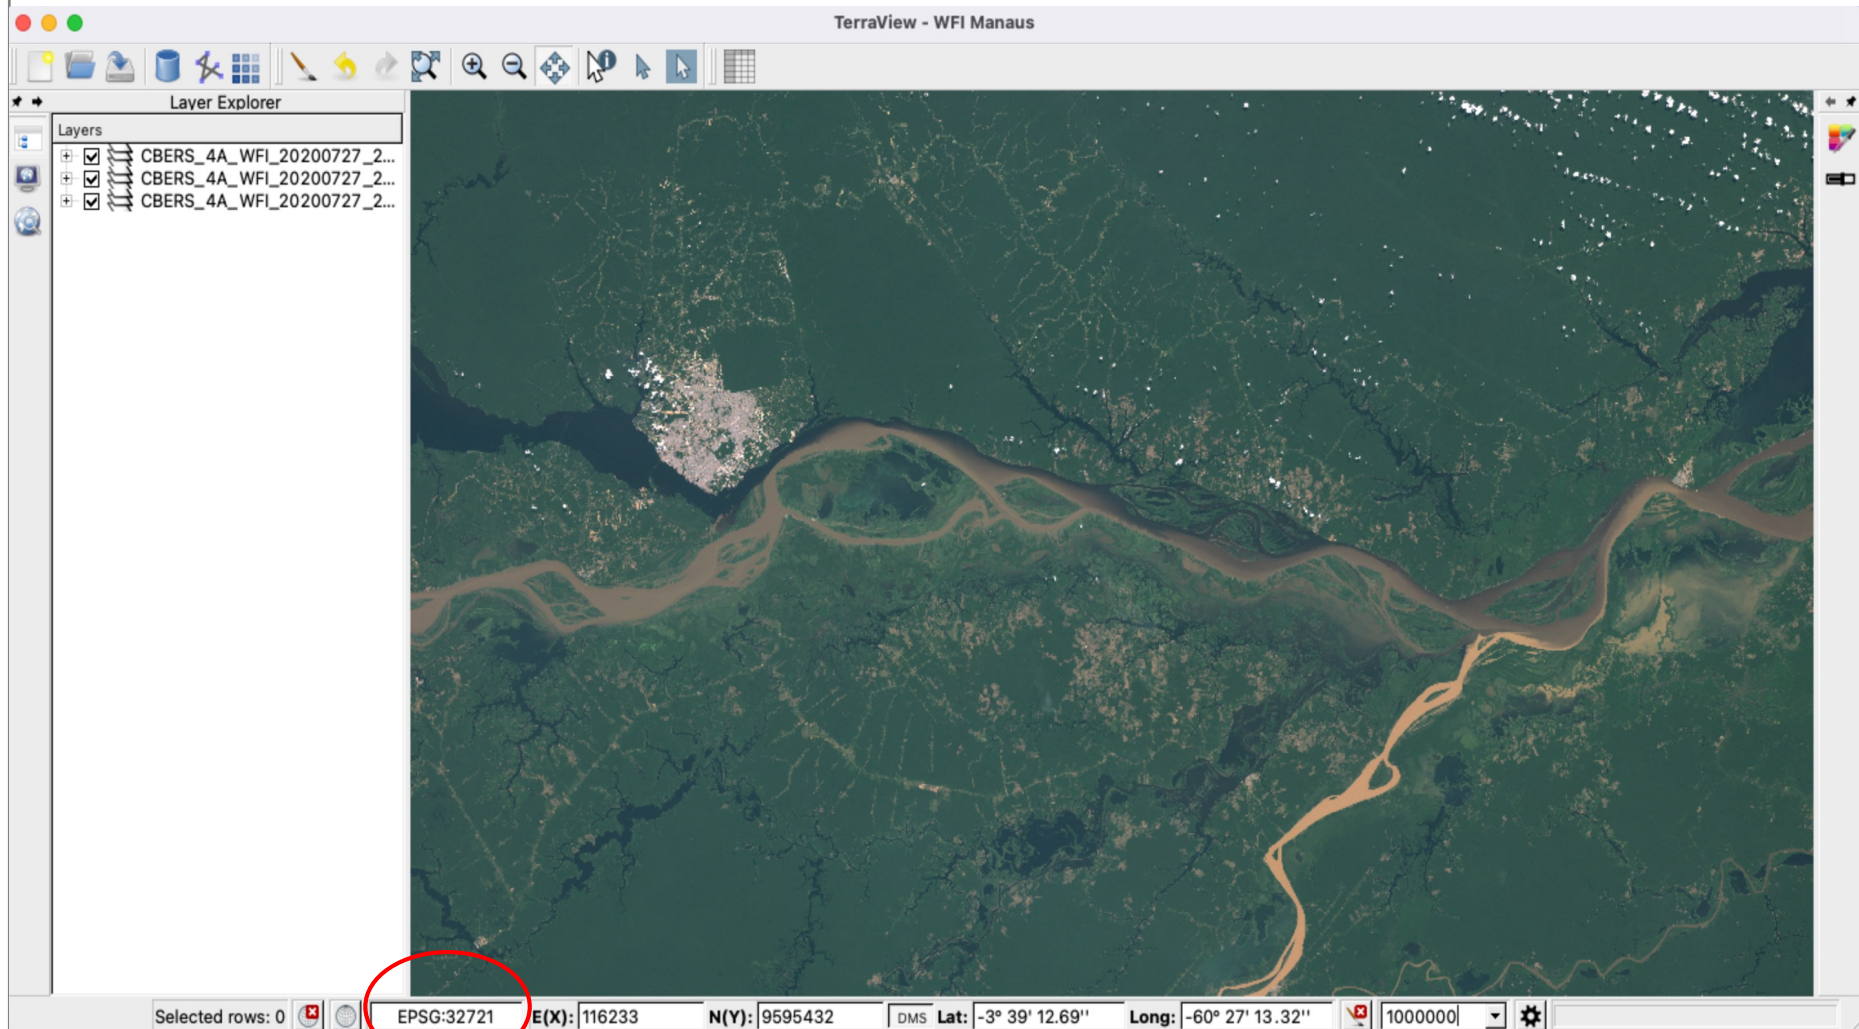 TerraView - WFI Manaus
Layer Explorer
Layers
CBERS_4A_WFI_20200727_2...
CBERS_4A_WFI_20200727_2...
CBERS_4A_WFI_20200727_2...
Selected rows: 0 EPSG:32721 E(X): 116233 N(Y): 9595432 DMS Lat: -3° 39' 12.69'' Long: -60° 27' 13.32'' 1000000